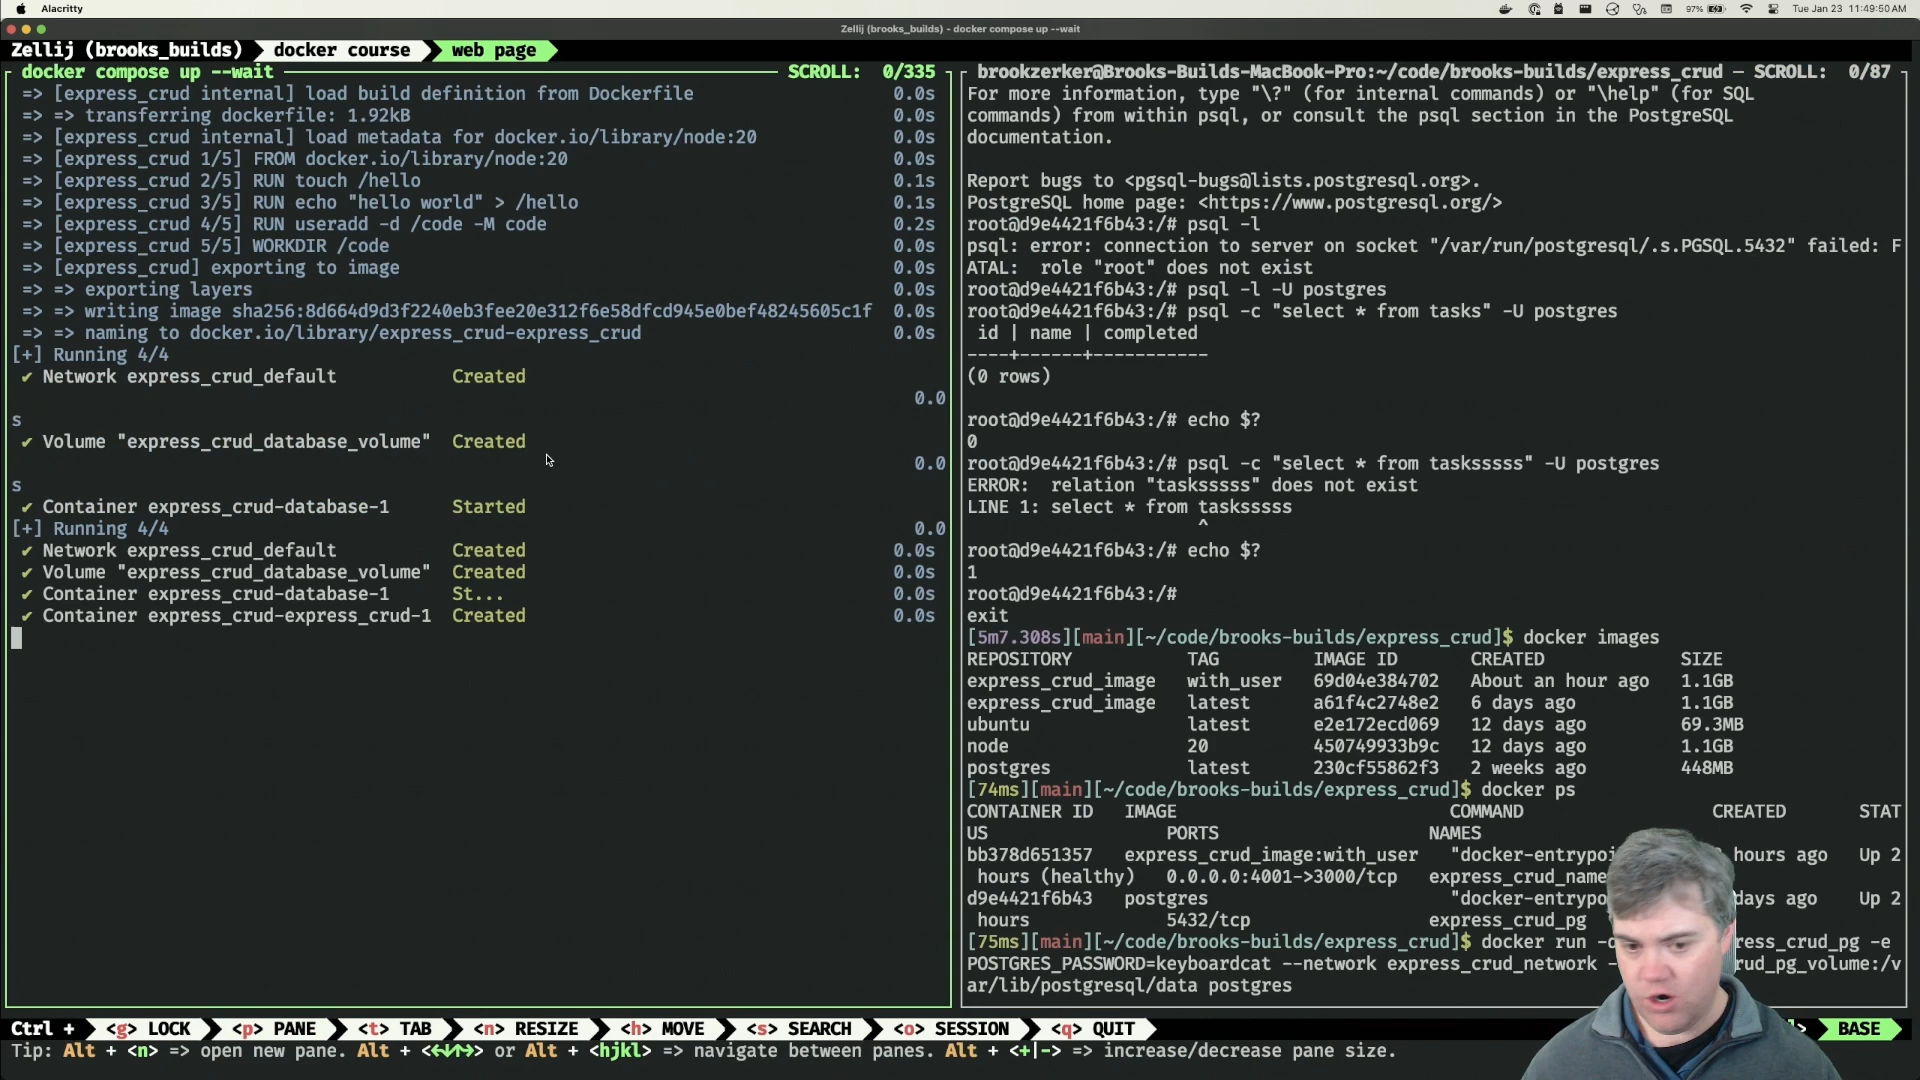 Alacritty
97%
Tue Jan 23 11:49:50 AM
Zellij (brooks_builds) - docker compose up --wait
Zellij (brooks_builds) docker course web page
docker compose up --wait SCROLL: 0/335
=> [express_crud internal] load build definition from Dockerfile 0.0s
=> => transferring dockerfile: 1.92kB 0.0s
=> [express_crud internal] load metadata for docker.io/library/node:20 0.0s
=> [express_crud 1/5] FROM docker.io/library/node:20 0.0s
=> [express_crud 2/5] RUN touch /hello 0.1s
=> [express_crud 3/5] RUN echo "hello world" > /hello 0.1s
=> [express_crud 4/5] RUN useradd -d /code -M code 0.2s
=> [express_crud 5/5] WORKDIR /code 0.0s
=> [express_crud] exporting to image 0.0s
=> => exporting layers 0.0s
=> => writing image sha256:8d664d9d3f2240eb3fee20e312f6e58dfcd945e0bef48245605c1f 0.0s
=> => naming to docker.io/library/express_crud-express_crud 0.0s
[+] Running 4/4
✔ Network express_crud_default Created
0.0
s
✔ Volume "express_crud_database_volume" Created
0.0
s
✔ Container express_crud-database-1 Started
[+] Running 4/4 0.0
✔ Network express_crud_default Created 0.0s
✔ Volume "express_crud_database_volume" Created 0.0s
✔ Container express_crud-database-1 St... 0.0s
✔ Container express_crud-express_crud-1 Created 0.0s
brookzerker@Brooks-Builds-MacBook-Pro:~/code/brooks-builds/express_crud — SCROLL: 0/87
For more information, type "\?" (for internal commands) or "\help" (for SQL
commands) from within psql, or consult the psql section in the PostgreSQL
documentation.
Report bugs to <pgsql-bugs@lists.postgresql.org>.
PostgreSQL home page: <https://www.postgresql.org/>
root@d9e4421f6b43:/# psql -l
psql: error: connection to server on socket "/var/run/postgresql/.s.PGSQL.5432" failed: F
ATAL:  role "root" does not exist
root@d9e4421f6b43:/# psql -l -U postgres
root@d9e4421f6b43:/# psql -c "select * from tasks" -U postgres
id | name | completed
----+------+-----------
(0 rows)
root@d9e4421f6b43:/# echo $?
0
root@d9e4421f6b43:/# psql -c "select * from tasksssss" -U postgres
ERROR:  relation "tasksssss" does not exist
LINE 1: select * from tasksssss
^
root@d9e4421f6b43:/# echo $?
1
root@d9e4421f6b43:/#
exit
[5m7.308s][main][~/code/brooks-builds/express_crud]$ docker images
REPOSITORY TAG IMAGE ID CREATED SIZE
express_crud_image with_user 69d04e384702 About an hour ago 1.1GB
express_crud_image latest a61f4c2748e2 6 days ago 1.1GB
ubuntu latest e2e172ecd069 12 days ago 69.3MB
node 20 450749933b9c 12 days ago 1.1GB
postgres latest 230cf55862f3 2 weeks ago 448MB
[74ms][main][~/code/brooks-builds/express_crud]$ docker ps
CONTAINER ID IMAGE COMMAND CREATED STAT
US PORTS NAMES
bb378d651357 express_crud_image:with_user "docker-entrypoi hours ago Up 2
hours (healthy) 0.0.0.0:4001->3000/tcp express_crud_name
d9e4421f6b43 postgres "docker-entrypo days ago Up 2
hours 5432/tcp express_crud_pg
[75ms][main][~/code/brooks-builds/express_crud]$ docker run ress_crud_pg -e
POSTGRES_PASSWORD=keyboardcat --network express_crud_network rud_pg_volume:/v
ar/lib/postgresql/data postgres
Ctrl + <g> LOCK <p> PANE <t> TAB <n> RESIZE <h> MOVE <s> SEARCH <o> SESSION <q> QUIT BASE
Tip: Alt + <n> => open new pane. Alt + <←↓↑→> or Alt + <hjkl> => navigate between panes. Alt + <+|-> => increase/decrease pane size.